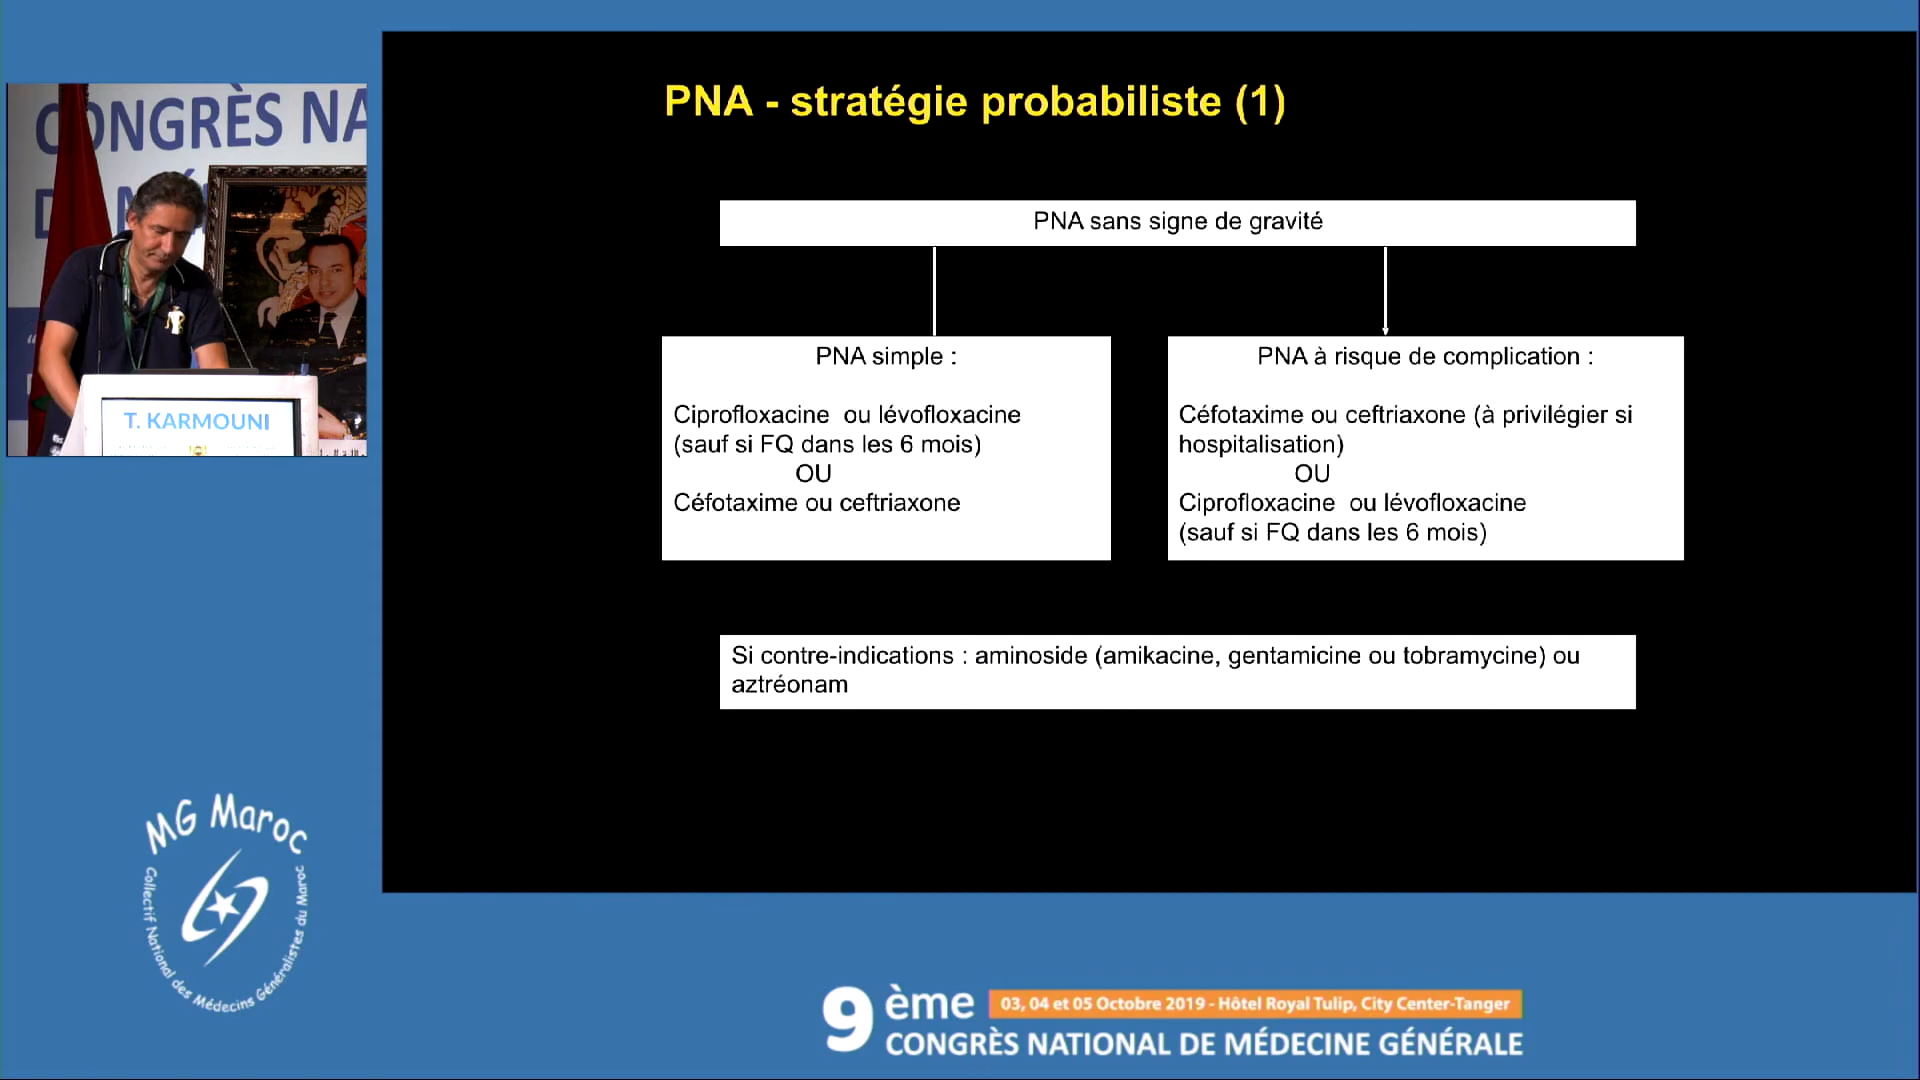 CONGRÈS NA
T. KARMOUNI
PNA - stratégie probabiliste (1)
PNA sans signe de gravité
PNA simple :
Ciprofloxacine ou lévofloxacine
(sauf si FQ dans les 6 mois)
OU
Céfotaxime ou ceftriaxone
PNA à risque de complication :
Céfotaxime ou ceftriaxone (à privilégier si
hospitalisation)
OU
Ciprofloxacine ou lévofloxacine
(sauf si FQ dans les 6 mois)
Si contre-indications : aminoside (amikacine, gentamicine ou tobramycine) ou
aztréonam
MG Maroc
Collectif National des Médecins Généralistes du Maroc
9 ème
03, 04 et 05 Octobre 2019 - Hôtel Royal Tulip, City Center-Tanger
CONGRÈS NATIONAL DE MÉDECINE GÉNÉRALE